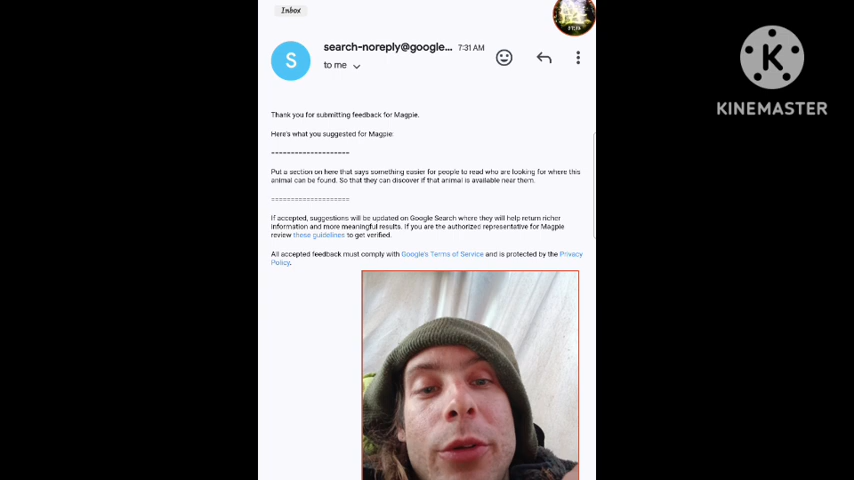 Inbox
search-noreply@google... 7:31 AM
S
to me
Thank you for submitting feedback for Magpie.
Here's what you suggested for Magpie:
====================
Put a section on here that says something easier for people to read who are looking for where this
animal can be found. So that they can discover if that animal is available near them.
====================
If accepted, suggestions will be updated on Google Search where they will help return richer
information and more meaningful results. If you are the authorized representative for Magpie
review these guidelines to get verified.
All accepted feedback must comply with Google's Terms of Service and is protected by the Privacy
Policy.
K
KINEMASTER